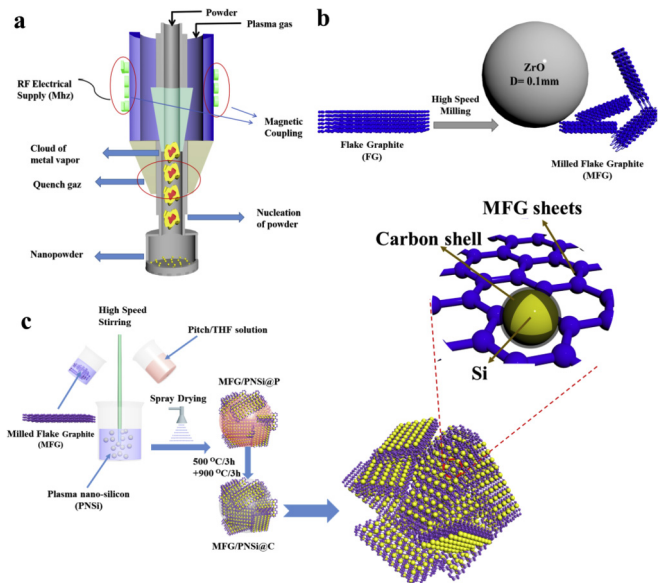 a
Powder
Plasma gas
RF Electrical
Supply (Mhz)
Magnetic
Coupling
Cloud of
metal vapor
Quench gaz
Nucleation
of powder
Nanopowder
b
ZrO
D= 0.1mm
High Speed
Milling
Flake Graphite
(FG)
Milled Flake Graphite
(MFG)
MFG sheets
Carbon shell
Si
c
High Speed
Stirring
Pitch/THF solution
Milled Flake Graphite
(MFG)
Spray Drying
Plasma nano-silicon
(PNSi)
MFG/PNSi@P
500 °C/3h
+900 °C/3h
MFG/PNSi@C